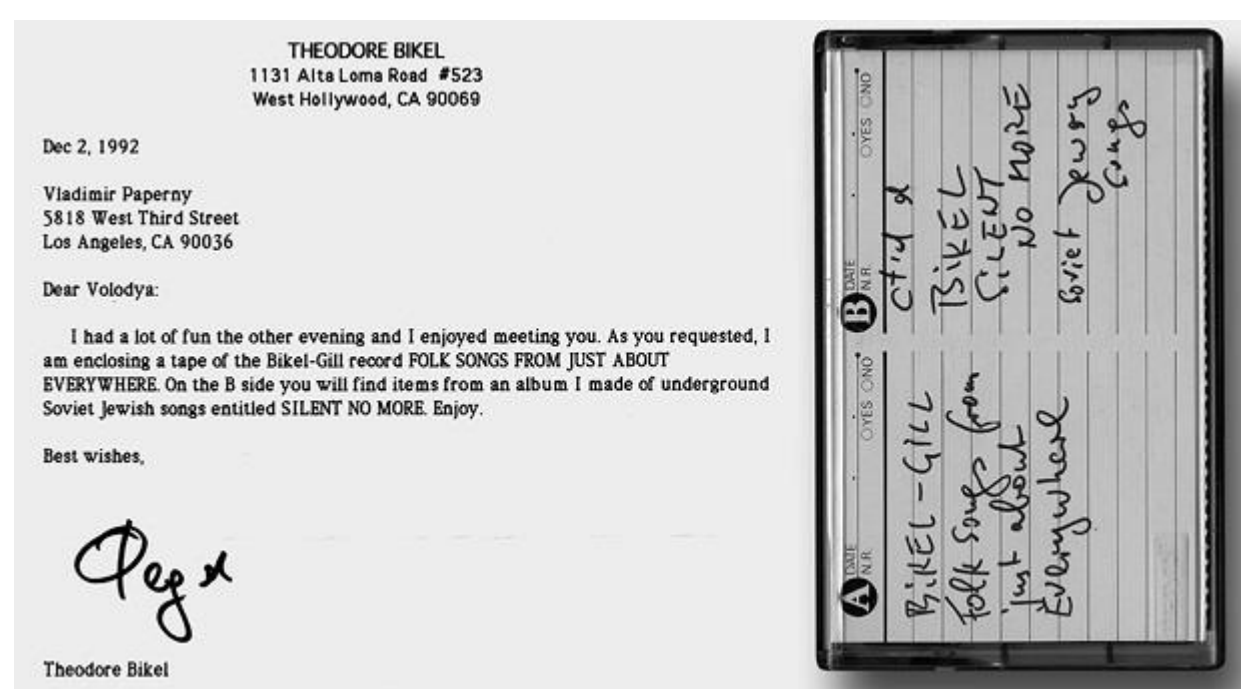 THEODORE BIKEL
1131 Alta Loma Road #523
West Hollywood, CA 90069
Dec 2, 1992
Vladimir Paperny
5818 West Third Street
Los Angeles, CA 90036
Dear Volodya:
I had a lot of fun the other evening and I enjoyed meeting you. As you requested, I
am enclosing a tape of the Bikel-Gill record FOLK SONGS FROM JUST ABOUT
EVERYWHERE. On the B side you will find items from an album I made of underground
Soviet Jewish songs entitled SILENT NO MORE. Enjoy.
Best wishes,
Theodore Bikel
A DATE
N.R. YES NO
BIKEL-GILL
Folk Songs from
just about
Everywhere
B DATE
N.R. YES NO
ct'd &
BIKEL
SILENT
NO MORE
Soviet Jewry
Songs